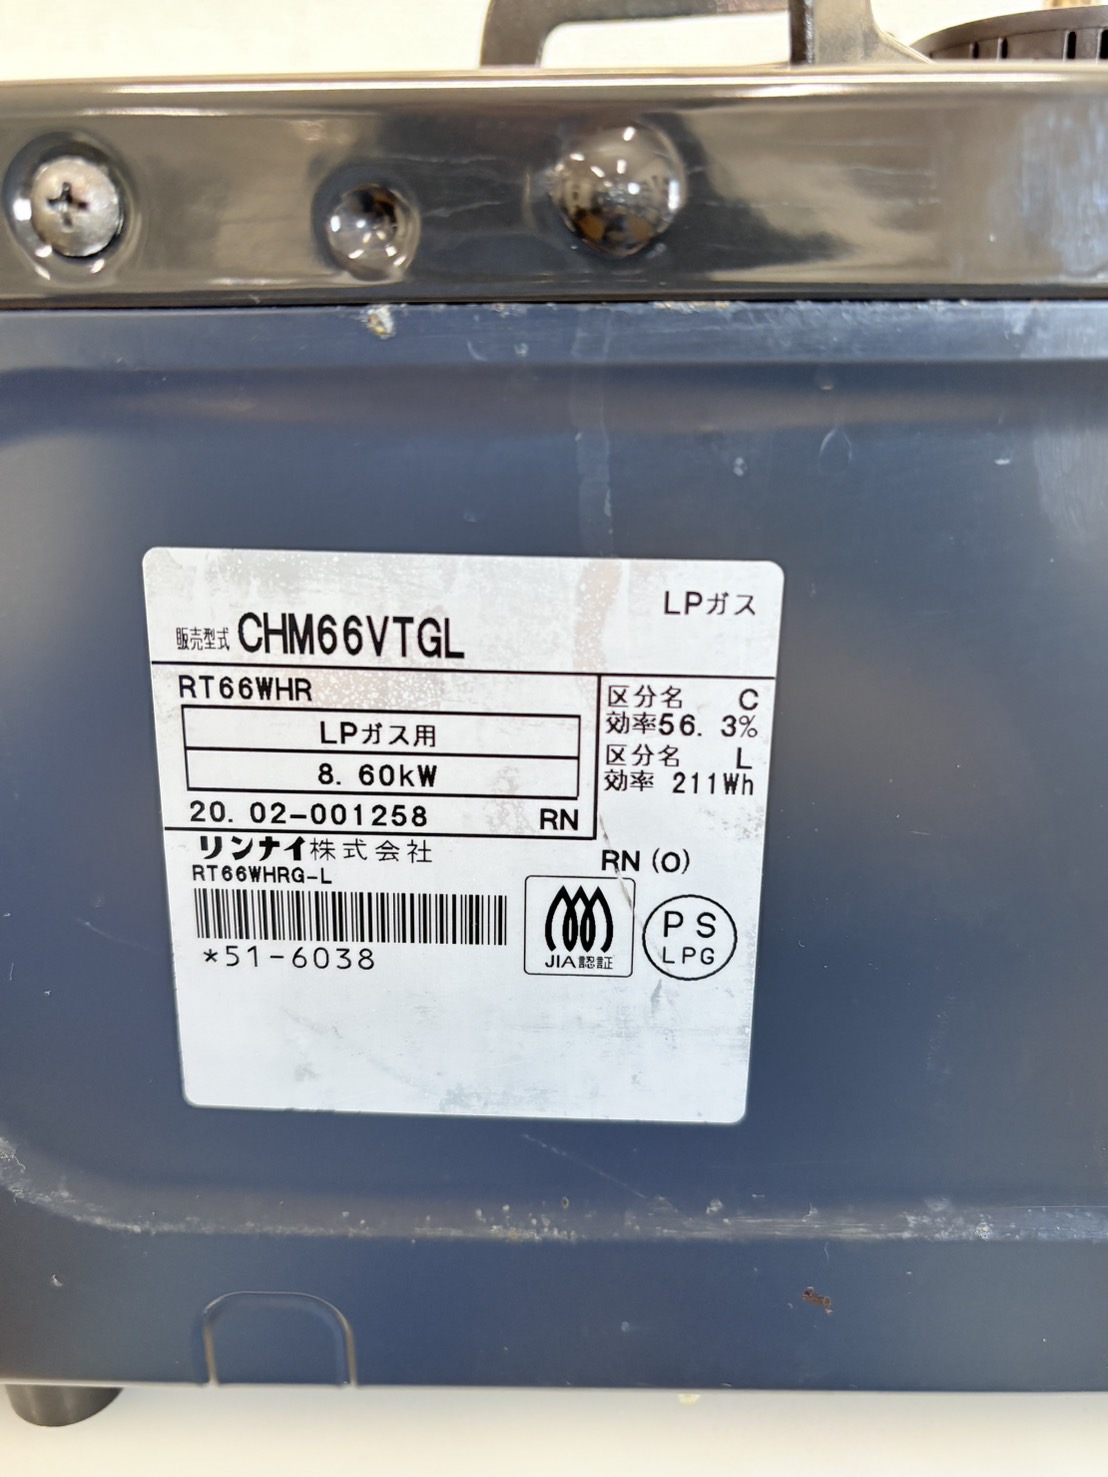 LPガス
販売型式 CHM66VTGL
RT66WHR
LPガス用
8.60kW
20.02-001258 RN
区分名 C
効率56.3%
区分名 L
効率 211Wh
リンナイ株式会社
RN(O)
RT66WHRG-L
*51-6038
JIA認証
PS
LPG